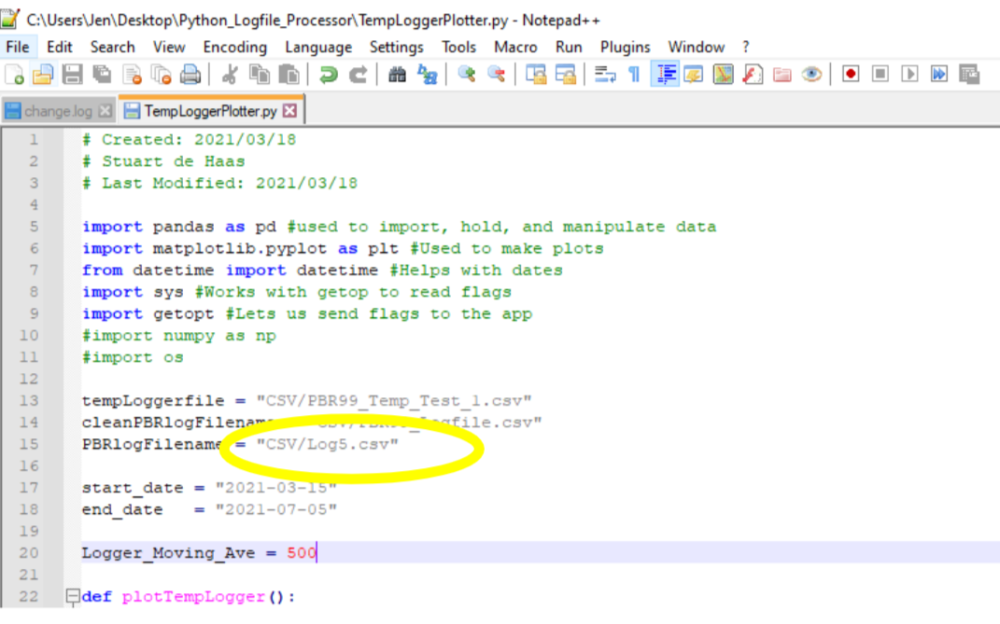 C:\Users\Jen\Desktop\Python_Logfile_Processor\TempLoggerPlotter.py - Notepad++
File Edit Search View Encoding Language Settings Tools Macro Run Plugins Window ?
change.log TempLoggerPlotter.py
1 # Created: 2021/03/18
2 # Stuart de Haas
3 # Last Modified: 2021/03/18
4
5 import pandas as pd #used to import, hold, and manipulate data
6 import matplotlib.pyplot as plt #Used to make plots
7 from datetime import datetime #Helps with dates
8 import sys #Works with getop to read flags
9 import getopt #Lets us send flags to the app
10 #import numpy as np
11 #import os
12
13 tempLoggerfile = "CSV/PBR99_Temp_Test_1.csv"
14 cleanPBRlogFilename
15 PBRlogFilename = "CSV/Log5.csv"
16
17 start_date = "2021-03-15"
18 end_date = "2021-07-05"
19
20 Logger_Moving_Ave = 500
21
22 def plotTempLogger():